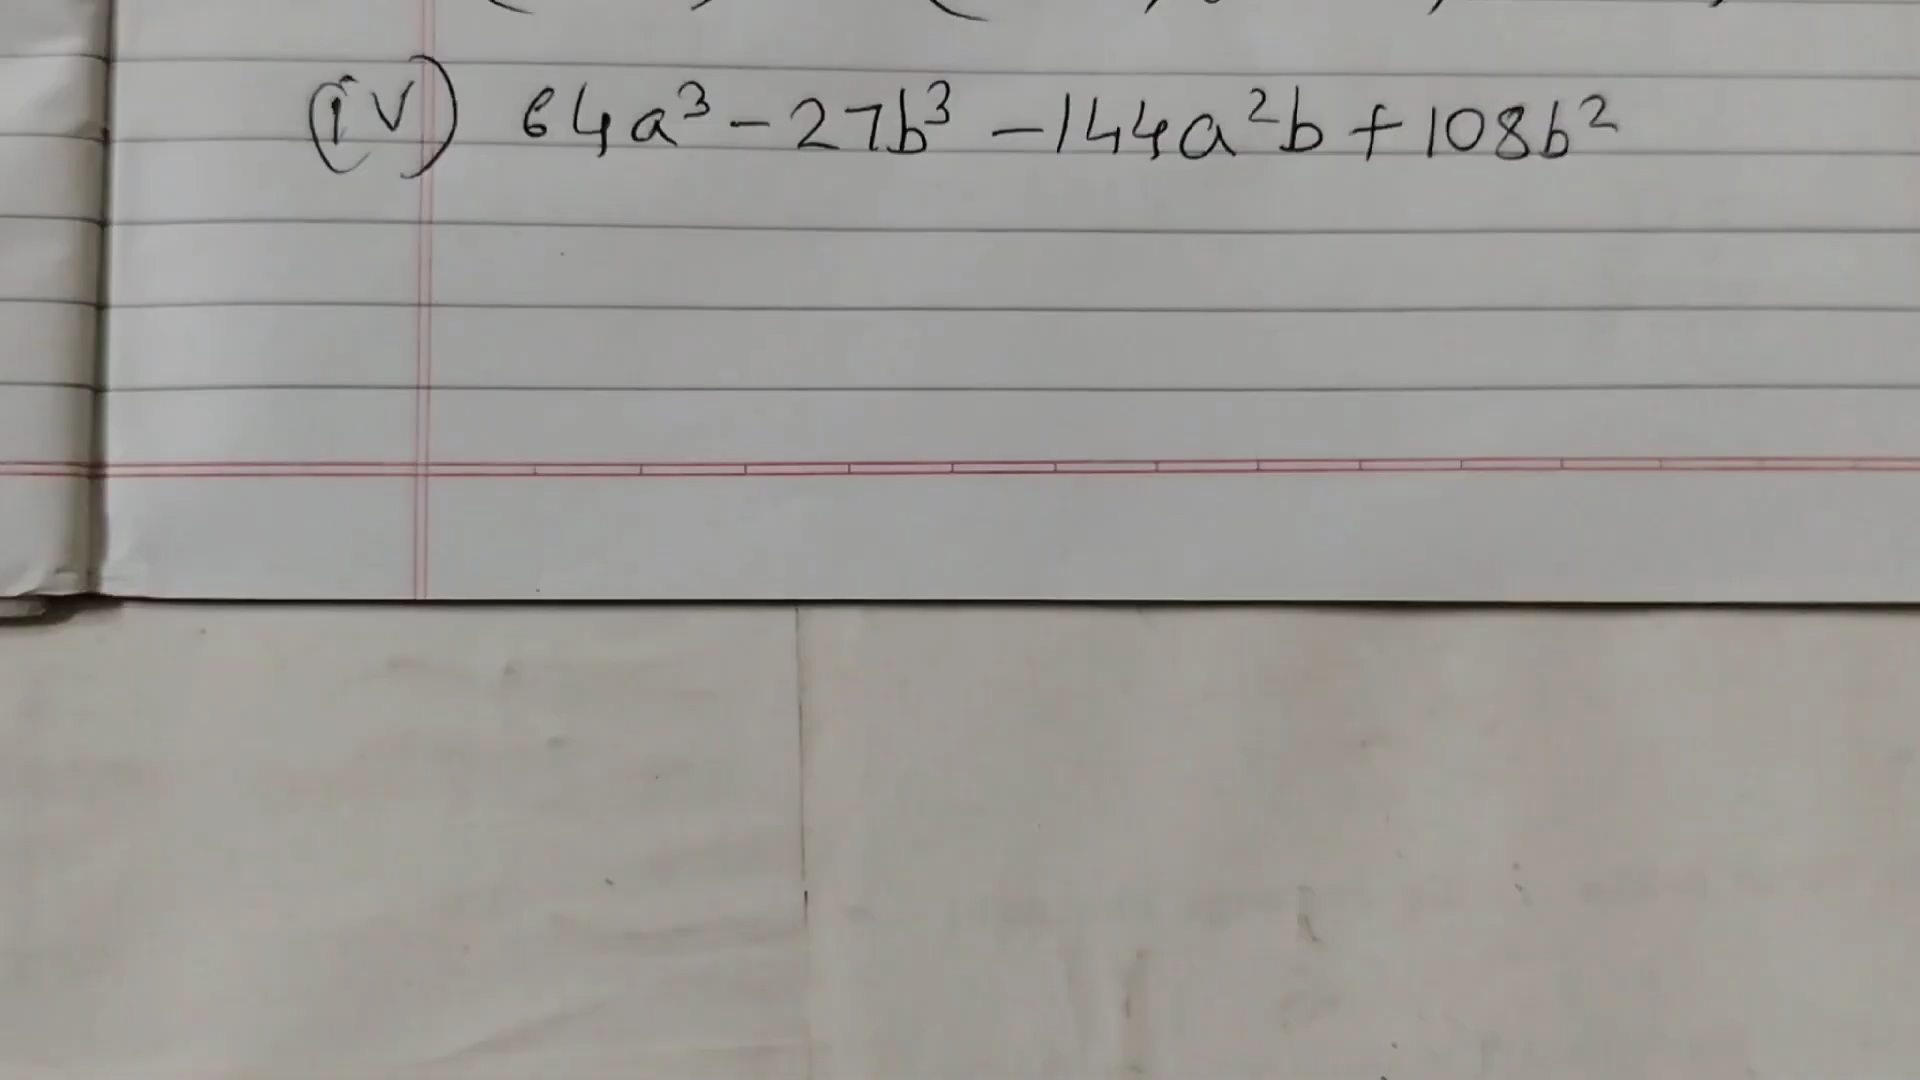 (iv) 64a³ - 27b³ - 144a²b + 108b²